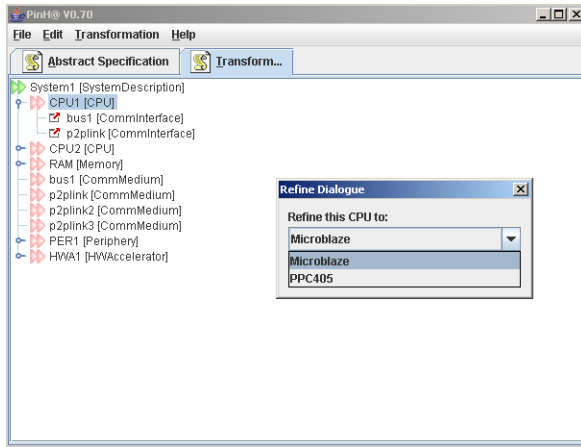 PinH@ V0.70
File Edit Transformation Help
Abstract Specification Transform...
System1 [SystemDescription]
CPU1 [CPU]
bus1 [CommInterface]
p2plink [CommInterface]
CPU2 [CPU]
RAM [Memory]
bus1 [CommMedium]
p2plink [CommMedium]
p2plink2 [CommMedium]
p2plink3 [CommMedium]
PER1 [Periphery]
HWA1 [HWAccelerator]
Refine Dialogue
Refine this CPU to:
Microblaze
Microblaze
PPC405